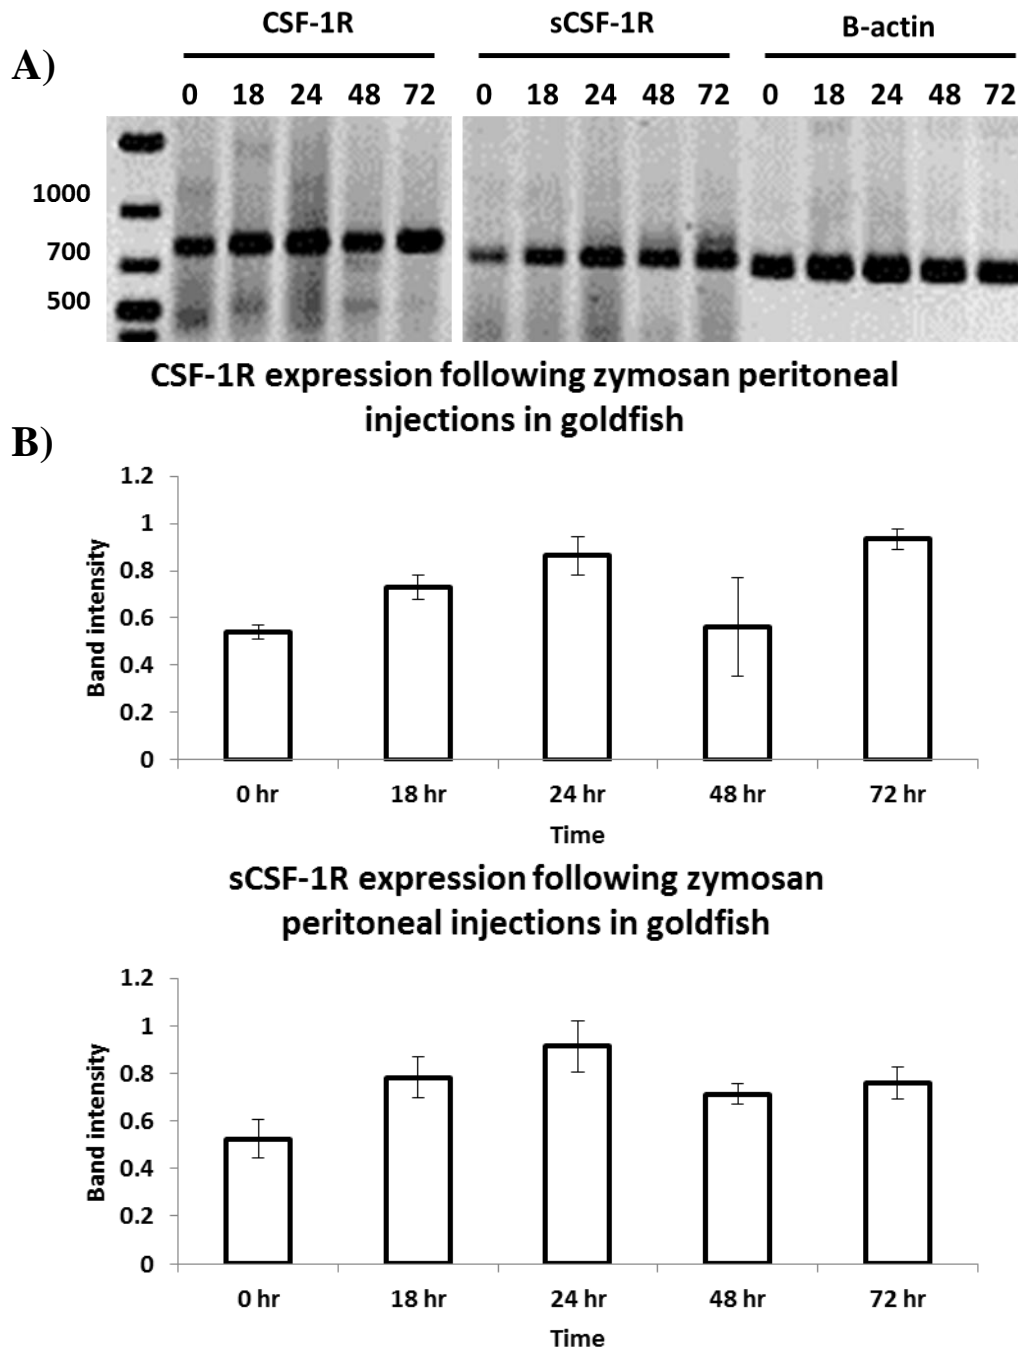 CSF-1R sCSF-1R B-actin
A)
0 18 24 48 72 0 18 24 48 72 0 18 24 48 72
1000
700
500
CSF-1R expression following zymosan peritoneal
injections in goldfish
B)
1.2
1
0.8
0.6
0.4
0.2
0
Band intensity
0 hr 18 hr 24 hr 48 hr 72 hr
Time
sCSF-1R expression following zymosan
peritoneal injections in goldfish
1.2
1
0.8
0.6
0.4
0.2
0
Band intensity
0 hr 18 hr 24 hr 48 hr 72 hr
Time